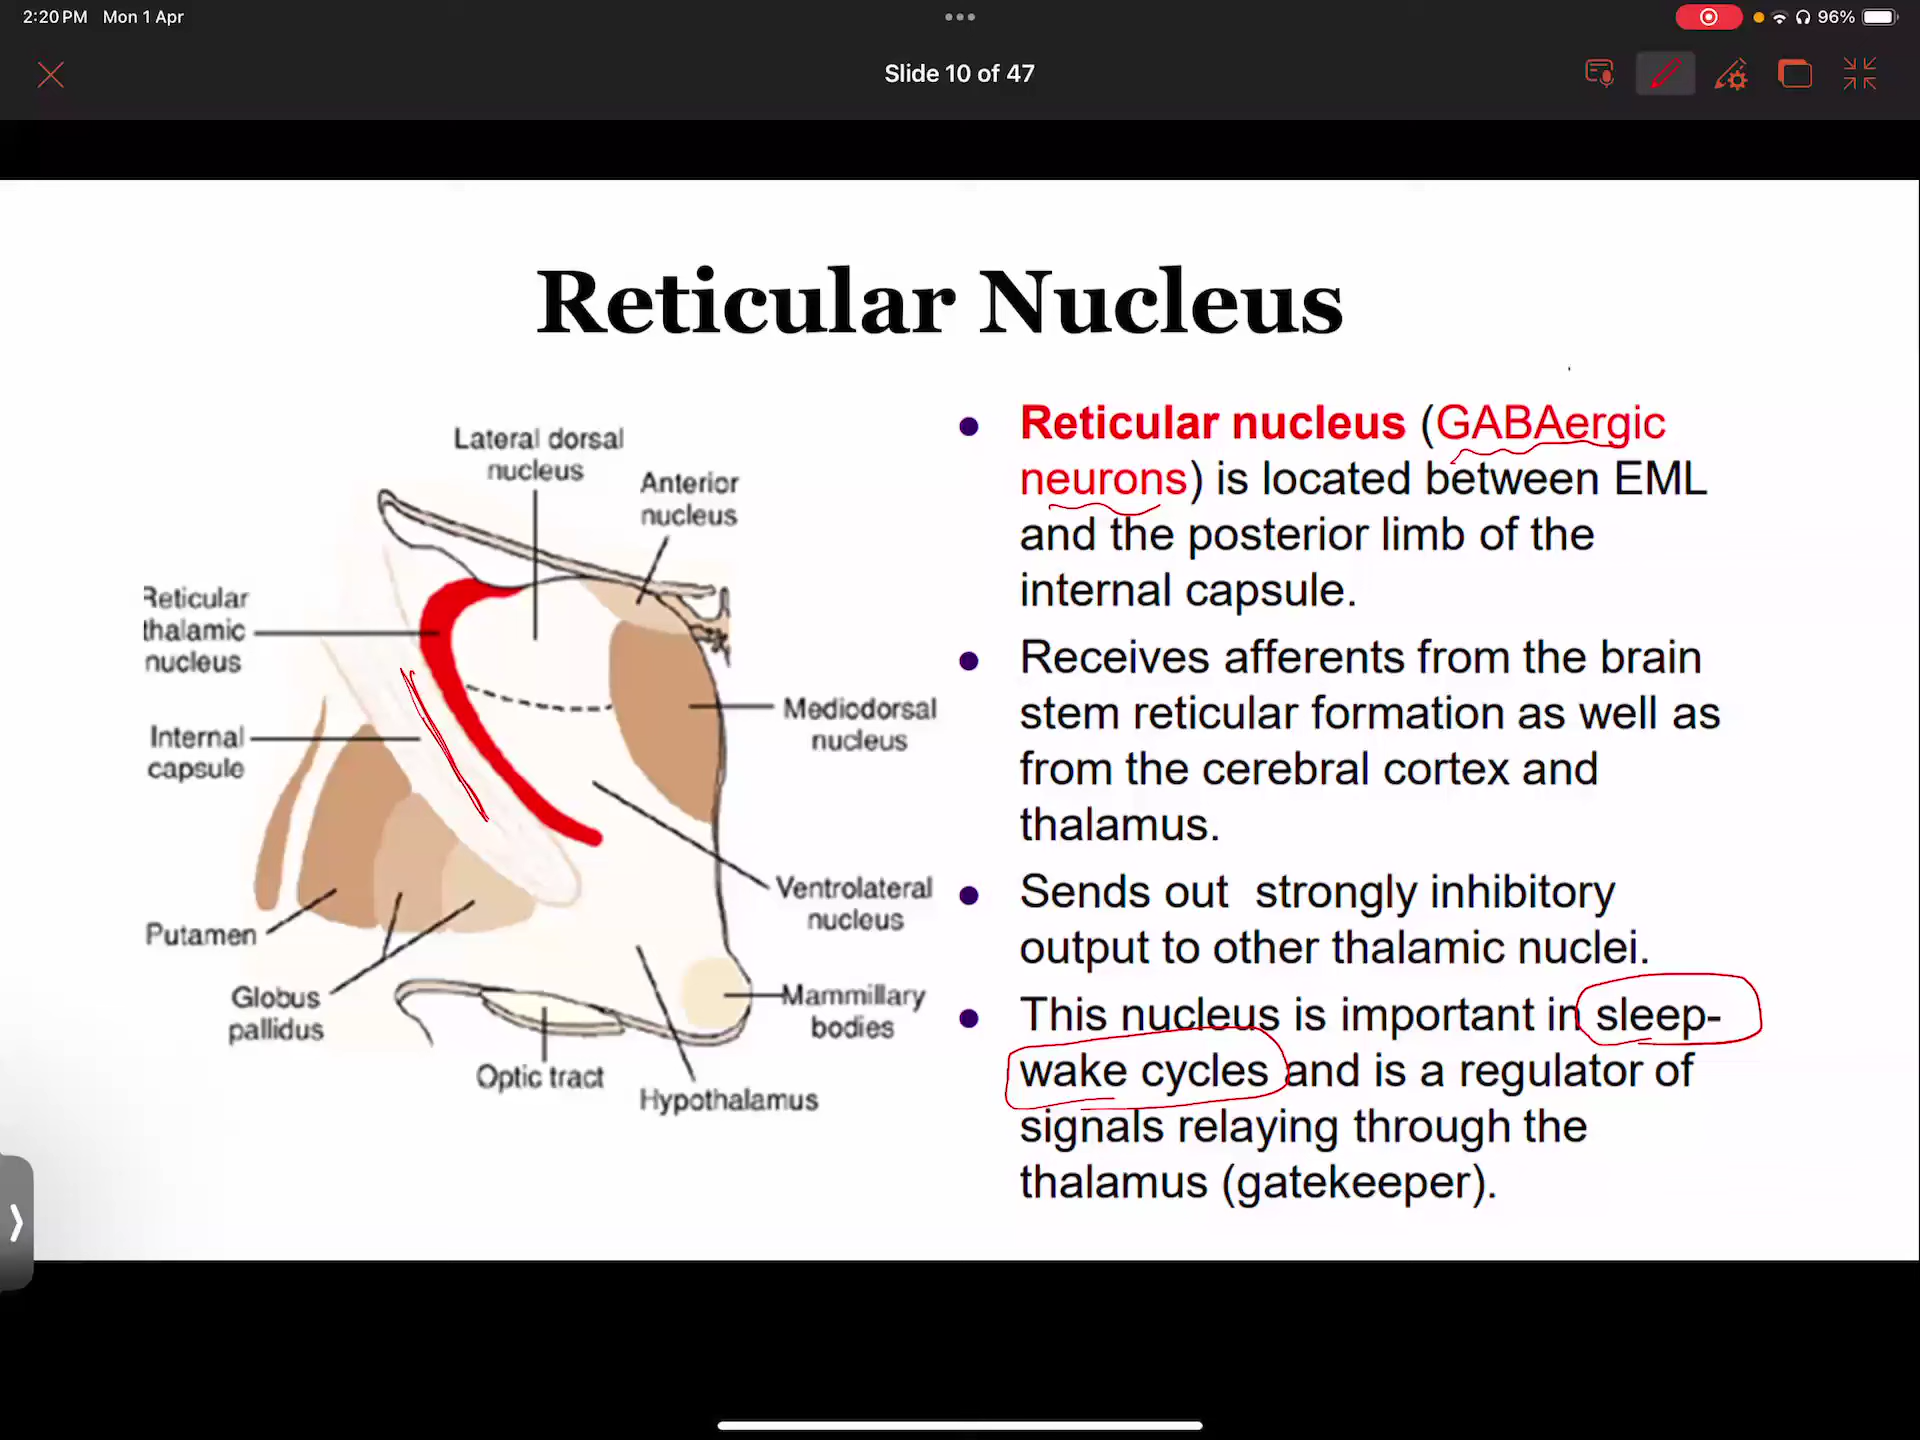 2:20 PM Mon 1 Apr
96%
Slide 10 of 47
Reticular Nucleus
Lateral dorsal
nucleus
Anterior
nucleus
Reticular
thalamic
nucleus
Internal
capsule
Mediodorsal
nucleus
Ventrolateral
nucleus
Putamen
Globus
pallidus
Mammillary
bodies
Optic tract
Hypothalamus
• Reticular nucleus (GABAergic
neurons) is located between EML
and the posterior limb of the
internal capsule.
• Receives afferents from the brain
stem reticular formation as well as
from the cerebral cortex and
thalamus.
• Sends out strongly inhibitory
output to other thalamic nuclei.
• This nucleus is important in sleep-
wake cycles and is a regulator of
signals relaying through the
thalamus (gatekeeper).